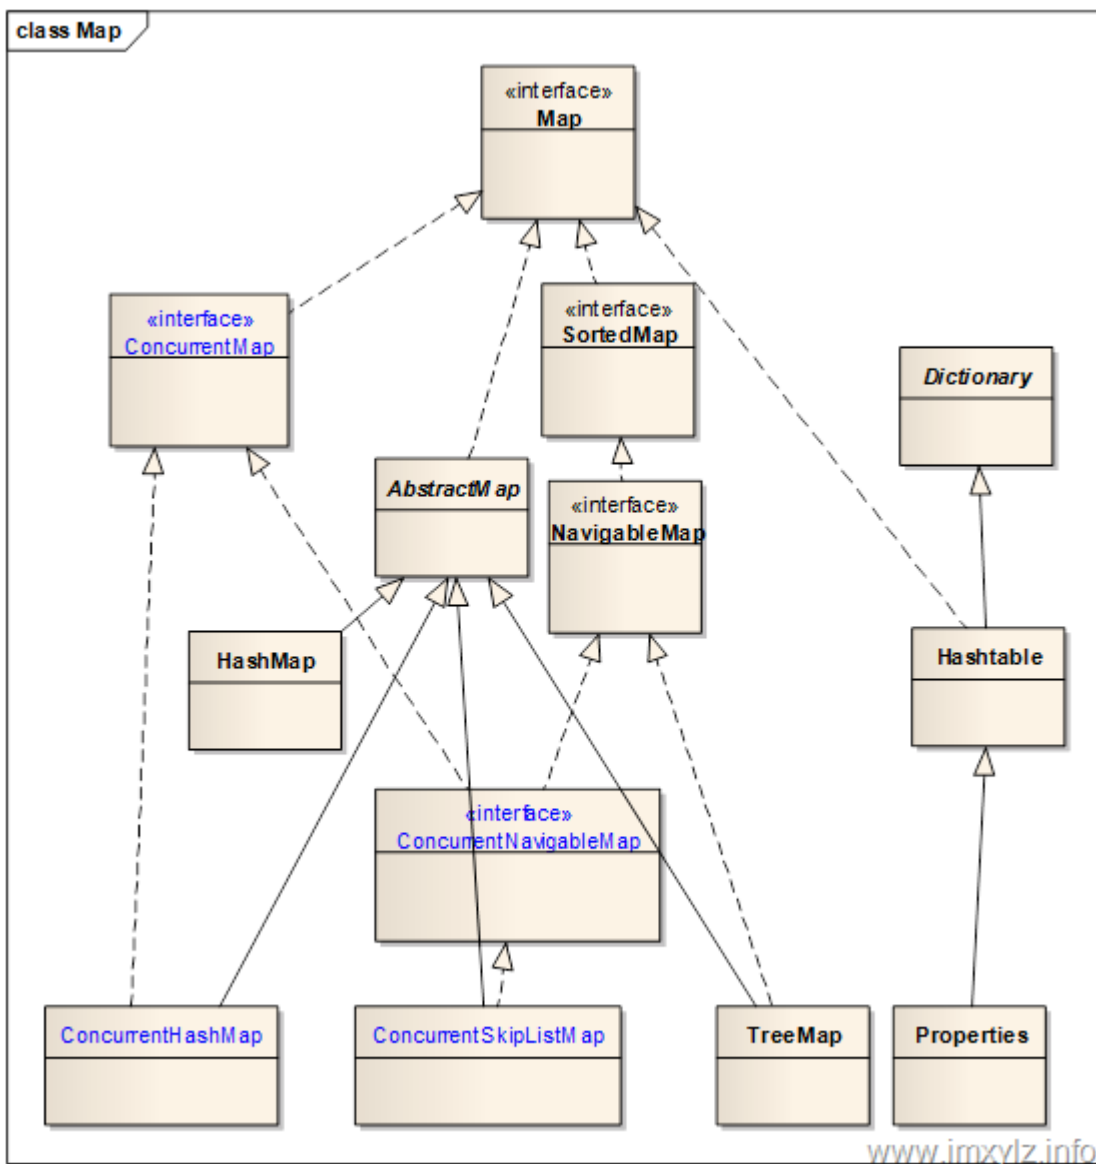 class Map
«interface»
Map
«interface»
ConcurrentMap
«interface»
SortedMap
Dictionary
AbstractMap
«interface»
NavigableMap
HashMap
Hashtable
«interface»
ConcurrentNavigableMap
ConcurrentHashMap
ConcurrentSkipListMap
TreeMap
Properties
www.imxylz.info